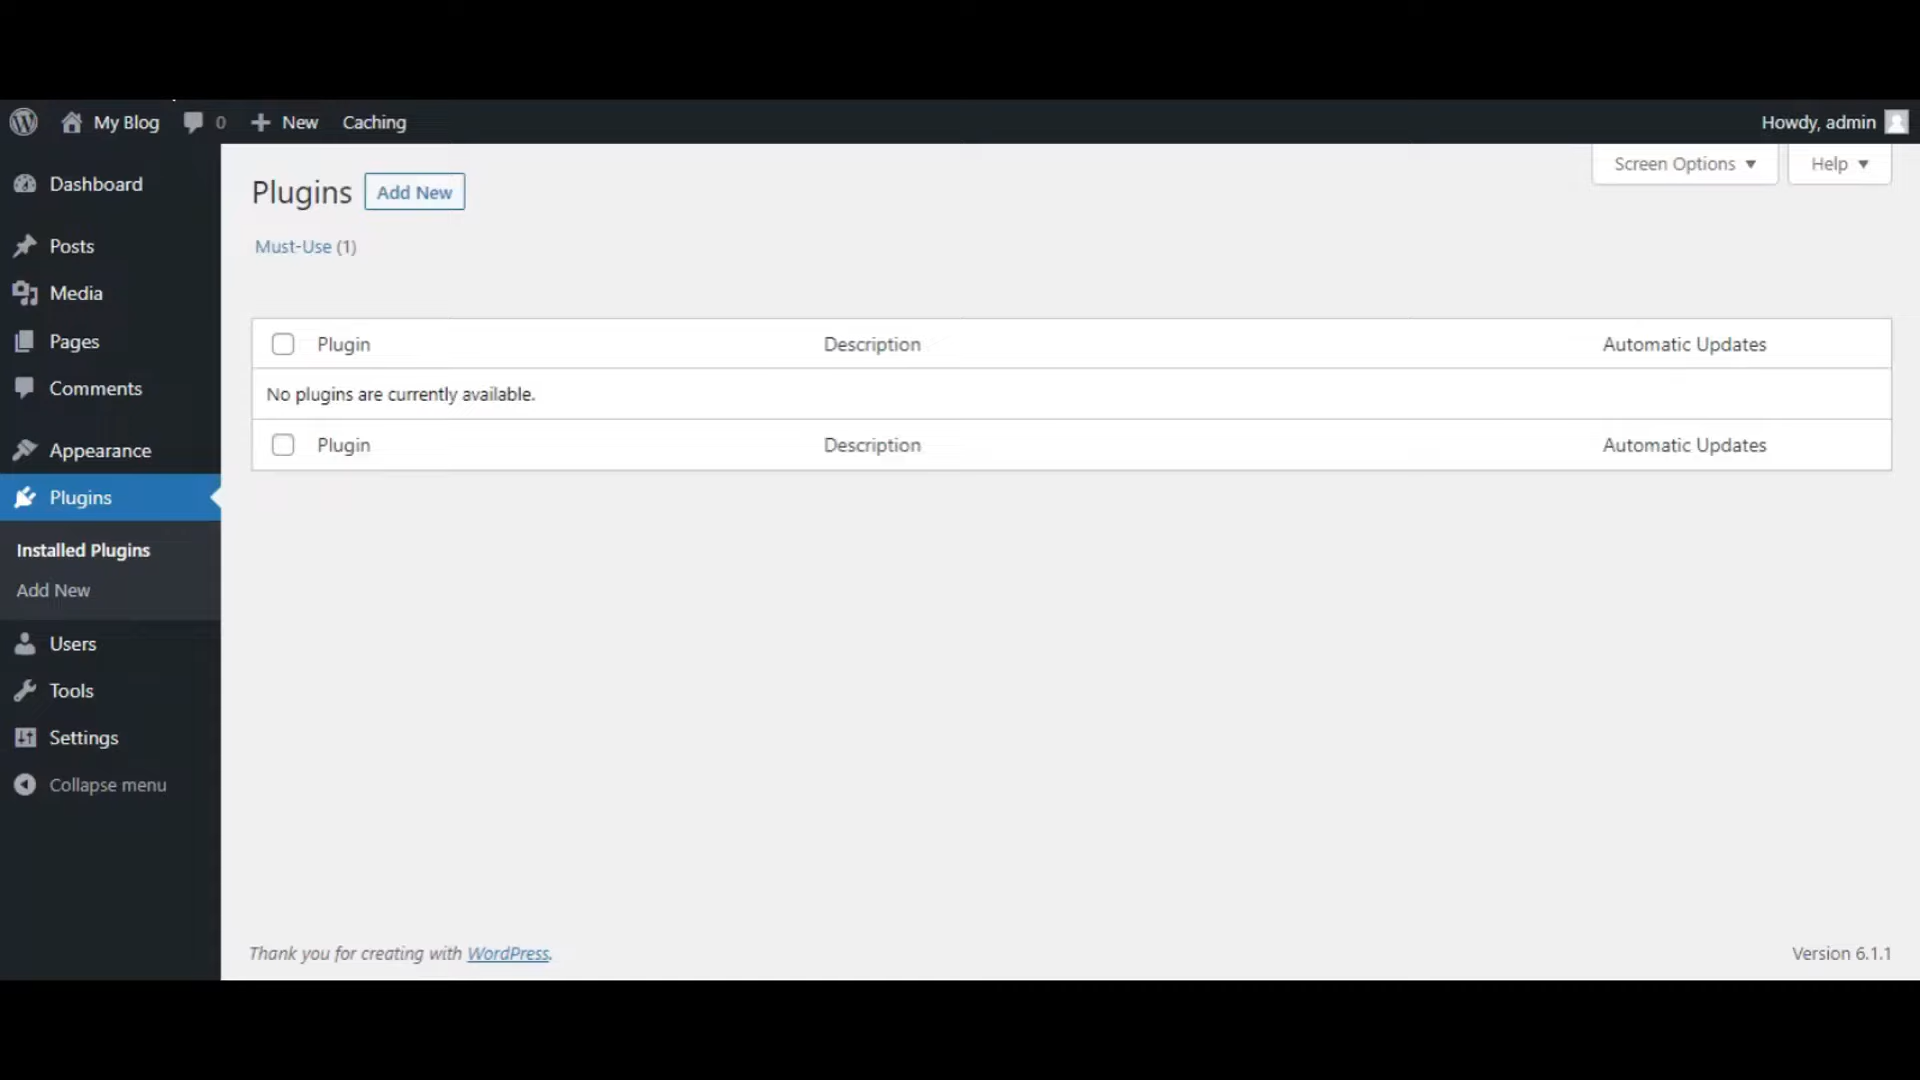 My Blog 0 New Caching Howdy, admin
Screen Options Help
Dashboard
Posts
Media
Pages
Comments
Appearance
Plugins
Installed Plugins
Add New
Users
Tools
Settings
Collapse menu
Plugins Add New
Must-Use (1)
Plugin Description Automatic Updates
No plugins are currently available.
Plugin Description Automatic Updates
Thank you for creating with WordPress. Version 6.1.1